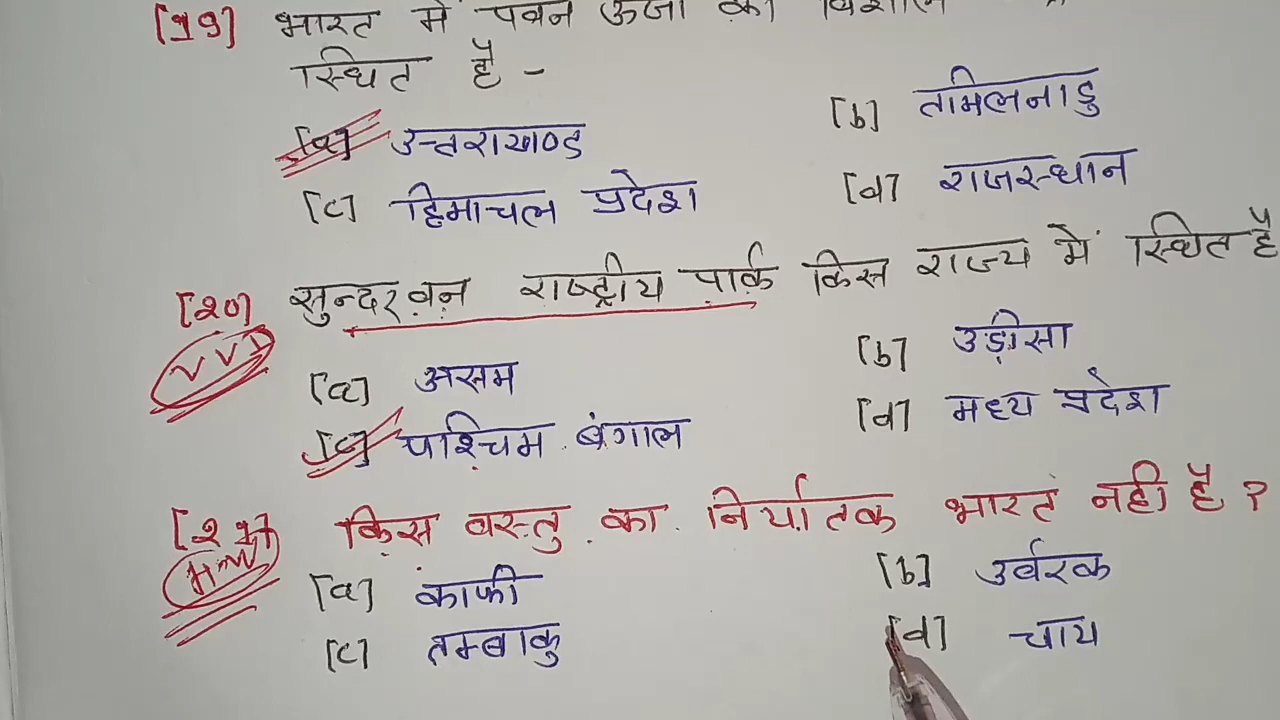 [19] भारत में पवन ऊर्जा का विशाल
स्थित है -
[a] उत्तराखण्ड [b] तमिलनाडु
[c] हिमाचल प्रदेश [d] राजस्थान
[20] सुन्दरवन राष्ट्रीय पार्क किस राज्य में स्थित है
VVI
[a] असम [b] उड़ीसा
[c] पश्चिम बंगाल [d] मध्य प्रदेश
[21] किस वस्तु का निर्यातक भारत नही है ?
H.W
[a] काफी [b] उर्वरक
[c] तम्बाकु [d] चाय